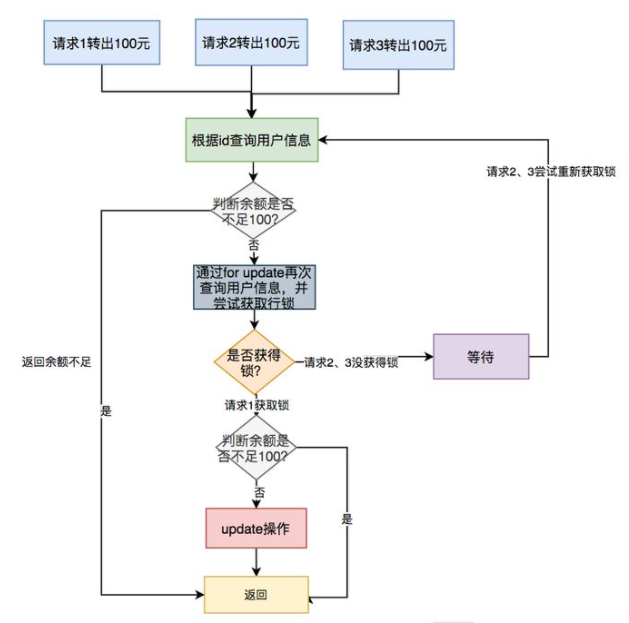 请求1转出100元
请求2转出100元
请求3转出100元
根据id查询用户信息
请求2、3尝试重新获取锁
判断余额是否
不足100?
否
通过for update再次
查询用户信息，并
尝试获取行锁
是否获得
锁?
请求2、3没获得锁
等待
返回余额不足
请求1获取锁
是
判断余额是
否不足100?
否
是
update操作
返回